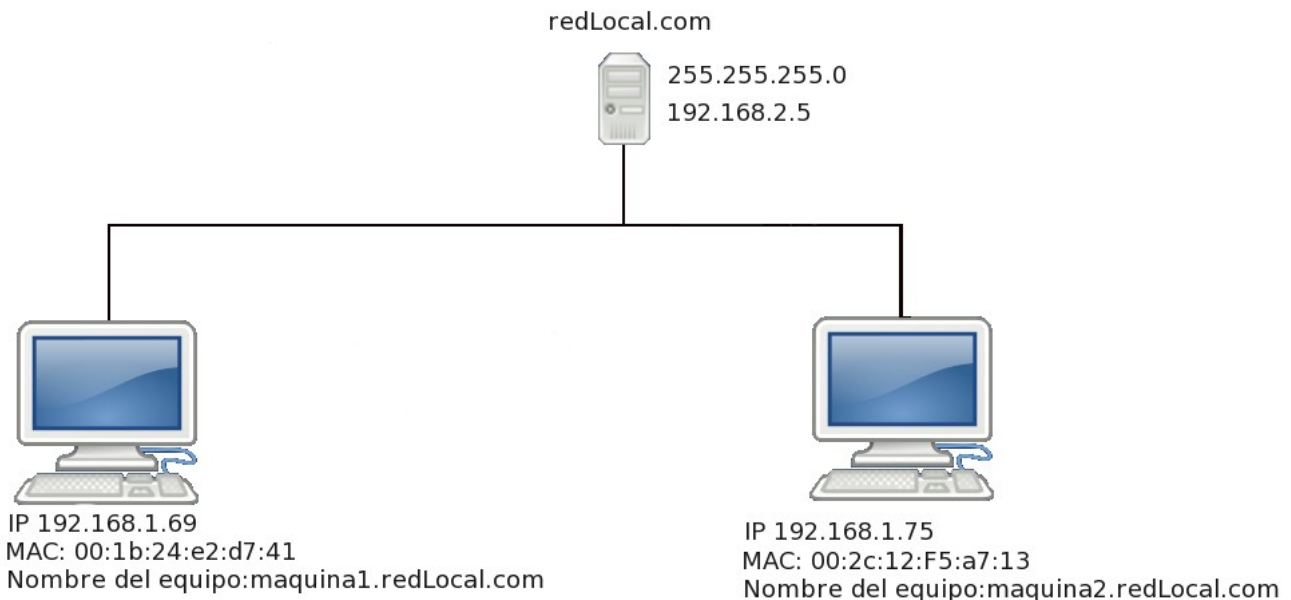 redLocal.com
255.255.255.0
192.168.2.5
IP 192.168.1.69
MAC: 00:1b:24:e2:d7:41
Nombre del equipo:maquina1.redLocal.com
IP 192.168.1.75
MAC: 00:2c:12:F5:a7:13
Nombre del equipo:maquina2.redLocal.com